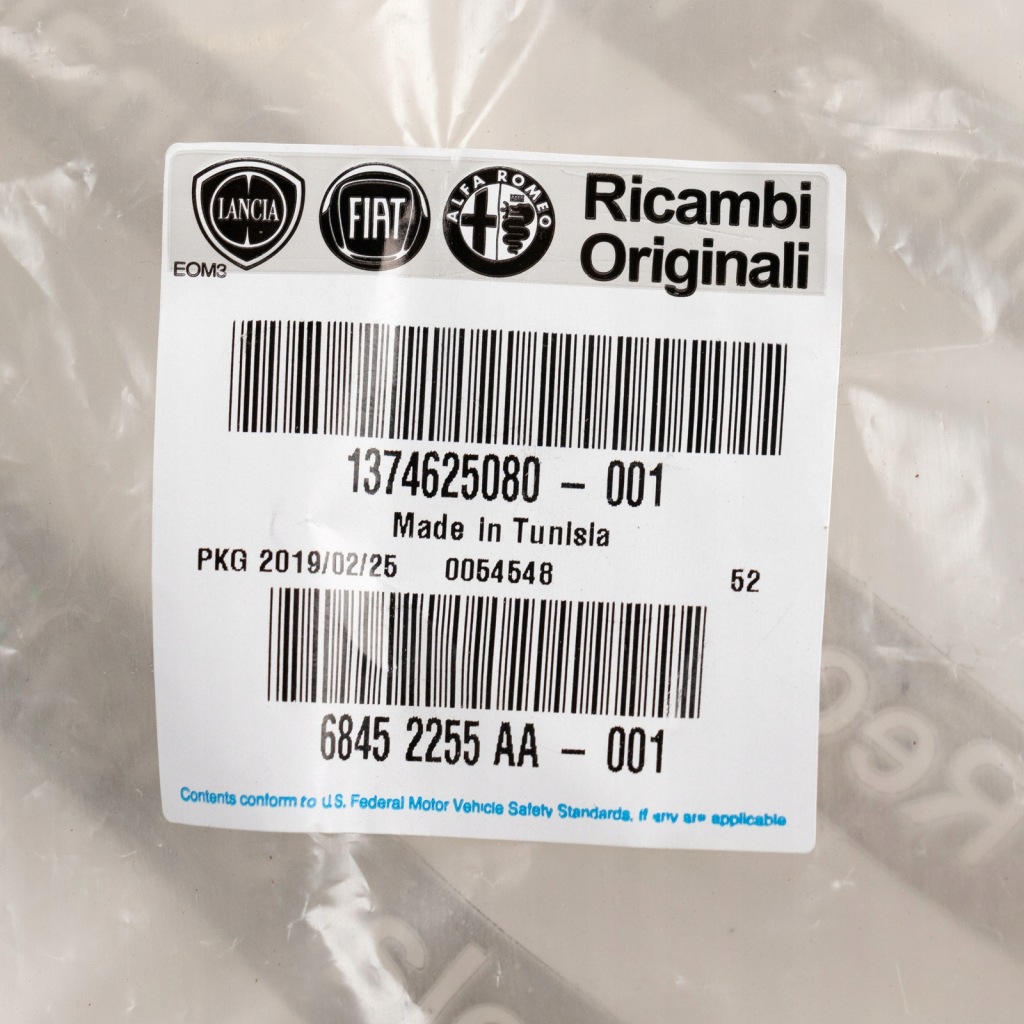 LANCIA
FIAT
ALFA ROMEO
Ricambi
Originali
EOM3
1374625080 - 001
Made in Tunisia
PKG 2019/02/25 0054548 52
6845 2255 AA - 001
Contents conform to U.S. Federal Motor Vehicle Safety Standards, if any are applicable